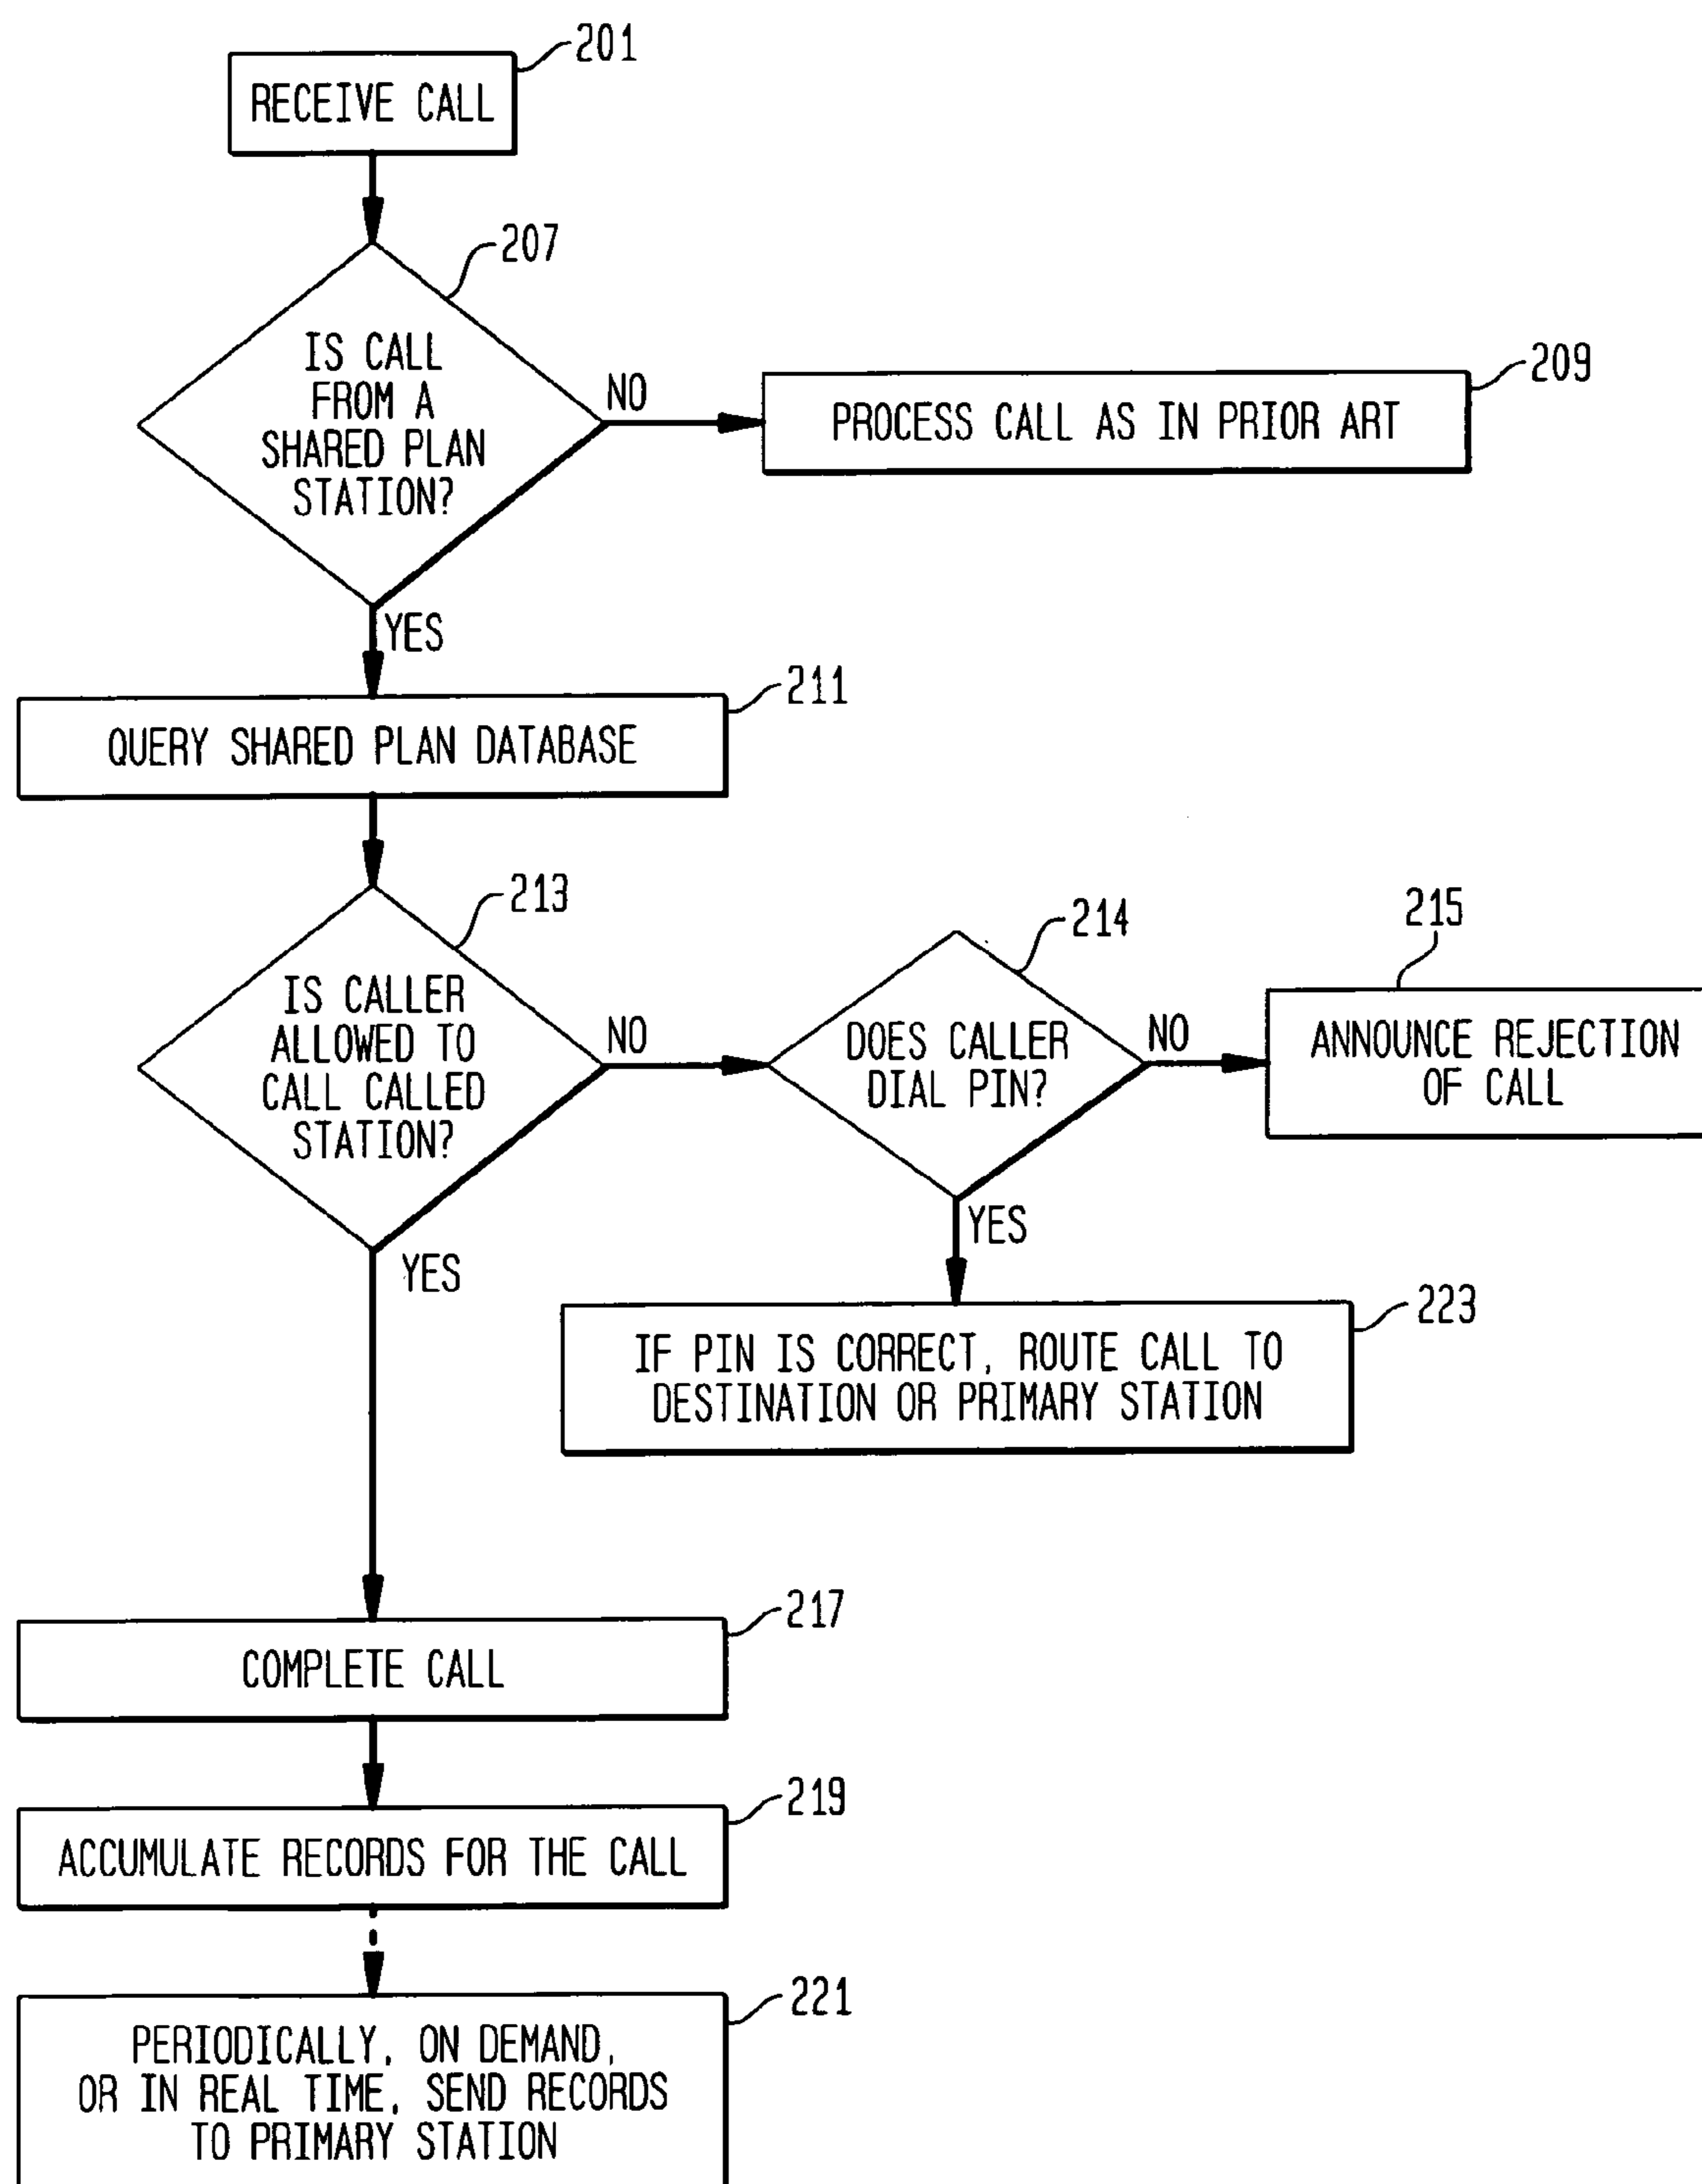 201
RECEIVE CALL
207
IS CALL
FROM A
SHARED PLAN
STATION?
NO
209
PROCESS CALL AS IN PRIOR ART
YES
211
QUERY SHARED PLAN DATABASE
213
IS CALLER
ALLOWED TO
CALL CALLED
STATION?
NO
214
DOES CALLER
DIAL PIN?
NO
215
ANNOUNCE REJECTION
OF CALL
YES
223
IF PIN IS CORRECT, ROUTE CALL TO
DESTINATION OR PRIMARY STATION
YES
217
COMPLETE CALL
219
ACCUMULATE RECORDS FOR THE CALL
221
PERIODICALLY, ON DEMAND,
OR IN REAL TIME, SEND RECORDS
TO PRIMARY STATION